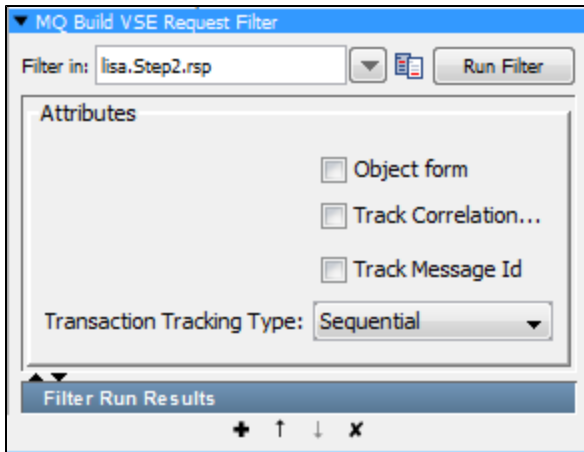 MQ Build VSE Request Filter
Filter in: lisa.Step2.rsp Run Filter
Attributes
Object form
Track Correlation...
Track Message Id
Transaction Tracking Type: Sequential
Filter Run Results